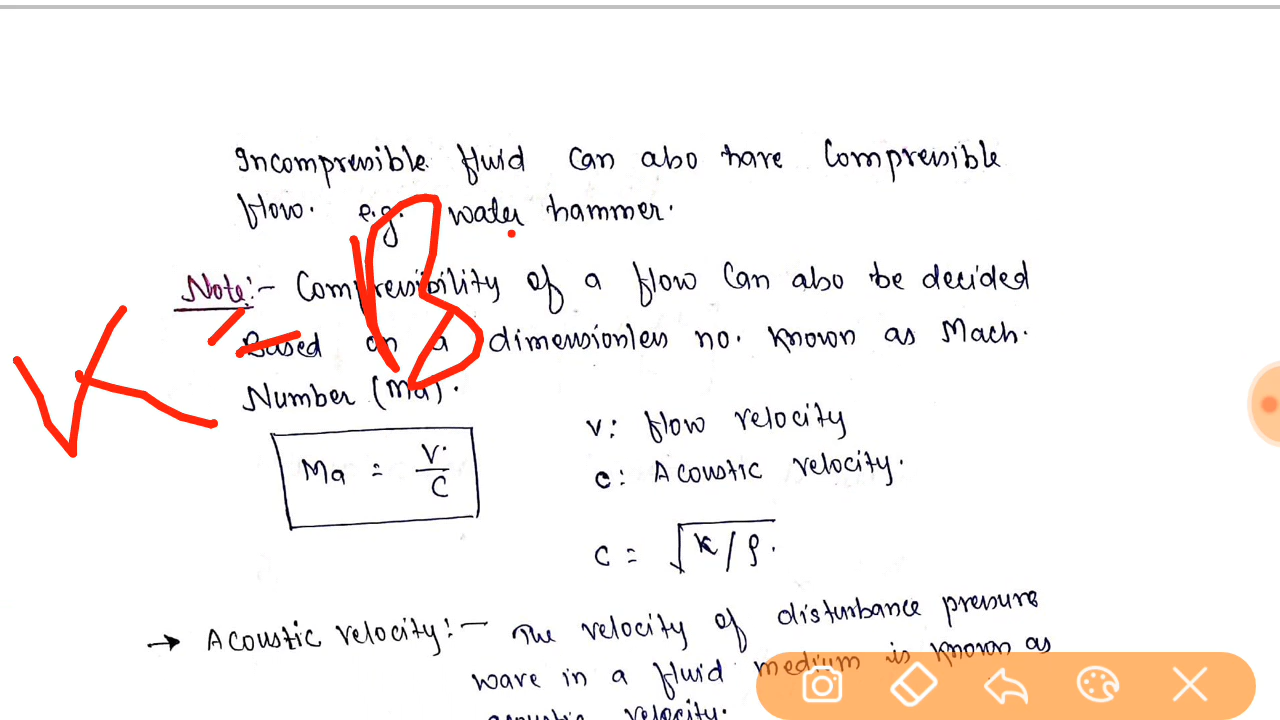 Incompressible fluid can also have Compressible
flow. e.g. water hammer.
Note:- Compressibility of a flow Can also be decided
Based on a dimensionless no. known as Mach.
Number (Ma).
K = B
Ma = V/C
v: flow velocity
c: Acoustic velocity.
C = √K/ρ.
→ Acoustic velocity:- The velocity of disturbance pressure
wave in a fluid medium is known as
acoustic velocity.